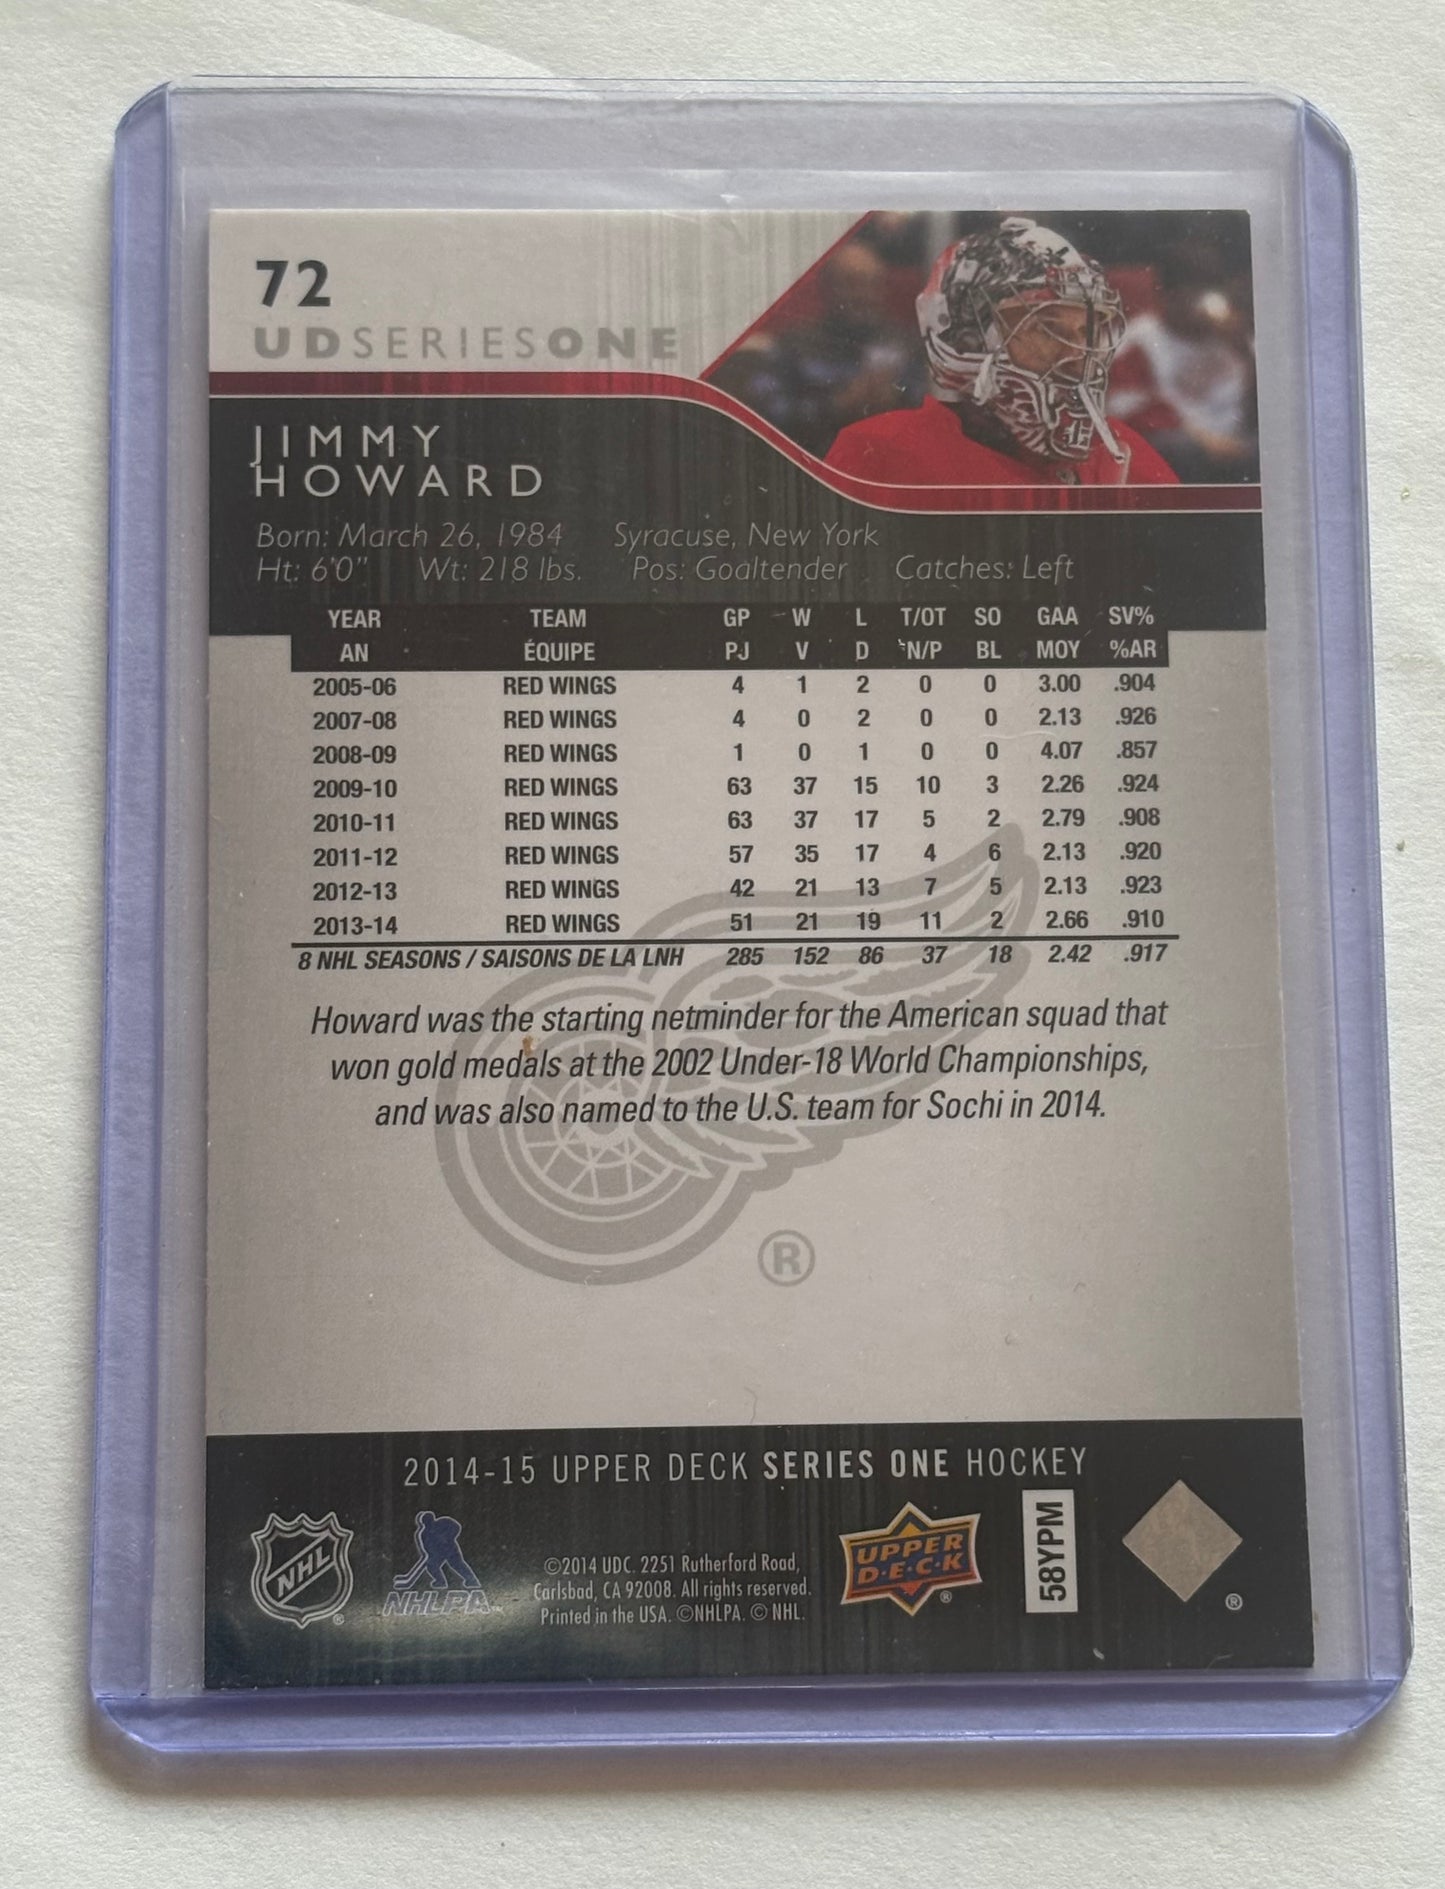 72
UDSERIESONE
JIMMY
HOWARD
Born: March 26, 1984 Syracuse, New York
Ht: 6'0" Wt: 218 lbs. Pos: Goaltender Catches: Left
YEAR TEAM GP W L T/OT SO GAA SV%
AN ÉQUIPE PJ V D N/P BL MOY %AR
2005-06 RED WINGS 4 1 2 0 0 3.00 .904
2007-08 RED WINGS 4 0 2 0 0 2.13 .926
2008-09 RED WINGS 1 0 1 0 0 4.07 .857
2009-10 RED WINGS 63 37 15 10 3 2.26 .924
2010-11 RED WINGS 63 37 17 5 2 2.79 .908
2011-12 RED WINGS 57 35 17 4 6 2.13 .920
2012-13 RED WINGS 42 21 13 7 5 2.13 .923
2013-14 RED WINGS 51 21 19 11 2 2.66 .910
8 NHL SEASONS / SAISONS DE LA LNH 285 152 86 37 18 2.42 .917
Howard was the starting netminder for the American squad that
won gold medals at the 2002 Under-18 World Championships,
and was also named to the U.S. team for Sochi in 2014.
®
2014-15 UPPER DECK SERIES ONE HOCKEY
NHL ®
NHLPA
©2014 UDC. 2251 Rutherford Road,
Carlsbad, CA 92008. All rights reserved.
Printed in the USA. ©NHLPA. © NHL.
UPPER
D•E•C•K ®
58YPM
®